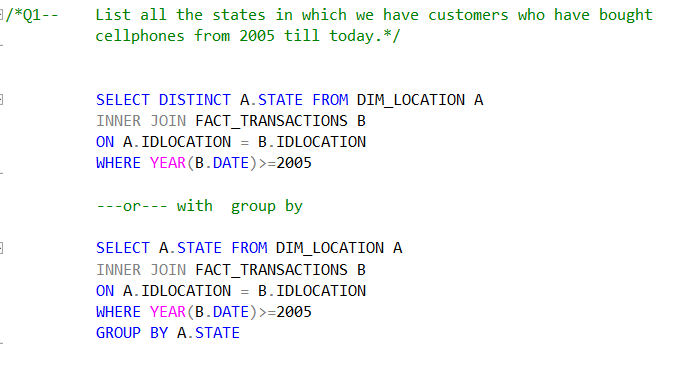 /*Q1-- List all the states in which we have customers who have bought
cellphones from 2005 till today.*/
SELECT DISTINCT A.STATE FROM DIM_LOCATION A
INNER JOIN FACT_TRANSACTIONS B
ON A.IDLOCATION = B.IDLOCATION
WHERE YEAR(B.DATE)>=2005
---or--- with  group by
SELECT A.STATE FROM DIM_LOCATION A
INNER JOIN FACT_TRANSACTIONS B
ON A.IDLOCATION = B.IDLOCATION
WHERE YEAR(B.DATE)>=2005
GROUP BY A.STATE